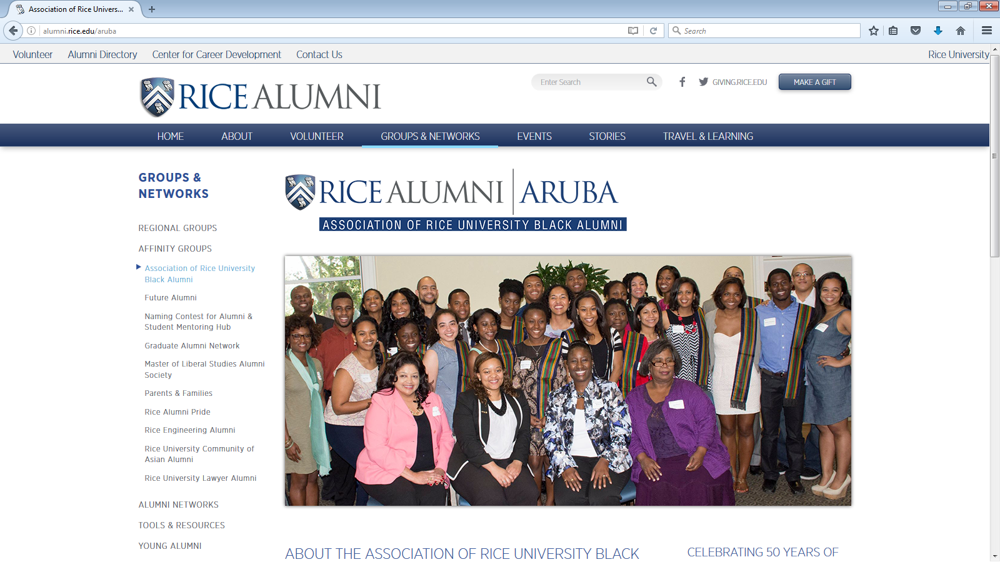 Association of Rice Univers...
alumni.rice.edu/aruba
Search
Volunteer
Alumni Directory
Center for Career Development
Contact Us
Rice University
RICE ALUMNI
Enter Search
GIVING.RICE.EDU
MAKE A GIFT
HOME
ABOUT
VOLUNTEER
GROUPS & NETWORKS
EVENTS
STORIES
TRAVEL & LEARNING
GROUPS &
NETWORKS
REGIONAL GROUPS
AFFINITY GROUPS
Association of Rice University
Black Alumni
Future Alumni
Naming Contest for Alumni &
Student Mentoring Hub
Graduate Alumni Network
Master of Liberal Studies Alumni
Society
Parents & Families
Rice Alumni Pride
Rice Engineering Alumni
Rice University Community of
Asian Alumni
Rice University Lawyer Alumni
ALUMNI NETWORKS
TOOLS & RESOURCES
YOUNG ALUMNI
RICE ALUMNI | ARUBA
ASSOCIATION OF RICE UNIVERSITY BLACK ALUMNI
ABOUT THE ASSOCIATION OF RICE UNIVERSITY BLACK
CELEBRATING 50 YEARS OF